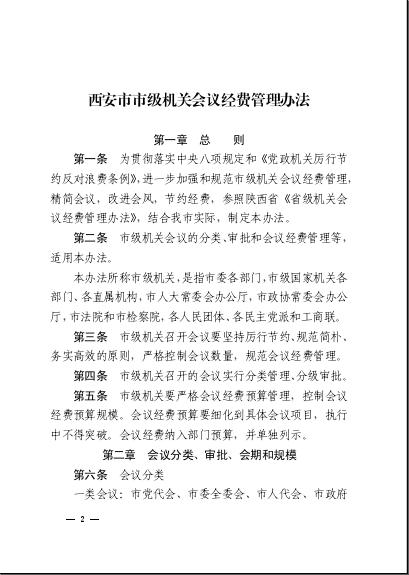 西安市市级机关会议经费管理办法
第一章 总 则
第一条 为贯彻落实中央八项规定和《党政机关厉行节
约反对浪费条例》,进一步加强和规范市级机关会议经费管理,
精简会议，改进会风，节约经费，参照陕西省《省级机关会
议经费管理办法》，结合我市实际，制定本办法。
第二条 市级机关会议的分类、审批和会议经费管理等，
适用本办法。
本办法所称市级机关，是指市委各部门，市级国家机关各
部门、各直属机构，市人大常委会办公厅，市政协常委会办公
厅，市法院和市检察院，各人民团体、各民主党派和工商联。
第三条 市级机关召开会议要坚持厉行节约、规范简朴、
务实高效的原则，严格控制会议数量，规范会议经费管理。
第四条 市级机关召开的会议实行分类管理、分级审批。
第五条 市级机关要严格会议经费预算管理，控制会议
经费预算规模。会议经费预算要细化到具体会议项目，执行
中不得突破。会议经费纳入部门预算，并单独列示。
第二章 会议分类、审批、会期和规模
第六条 会议分类
一类会议：市党代会、市委全委会、市人代会、市政府
— 2 —